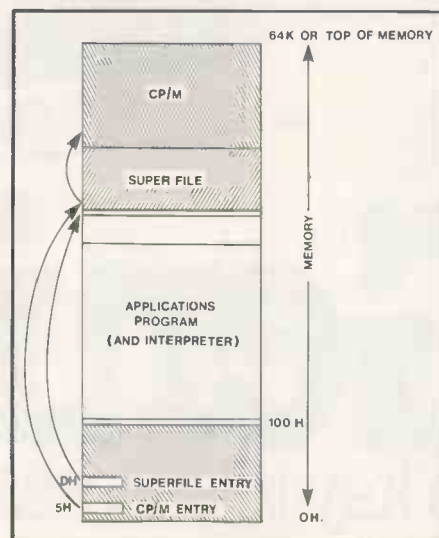 64K OR TOP OF MEMORY
CP/M
SUPER FILE
MEMORY
APPLICATIONS
PROGRAM
(AND INTERPRETER)
100 H
DH
SUPERFILE ENTRY
5H
CP/M ENTRY
OH.